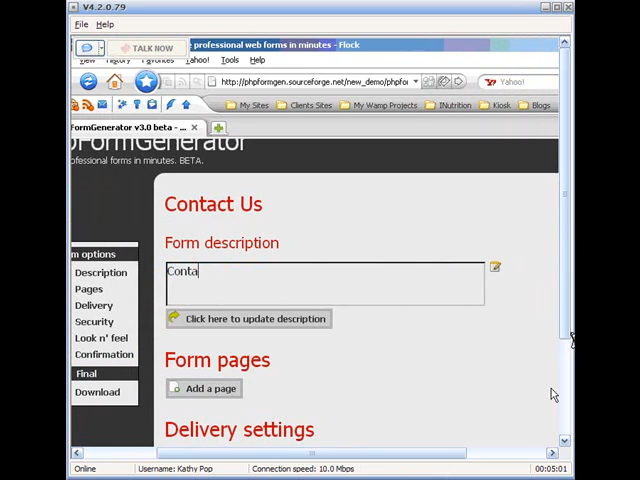 V4.2.0.79
File Help
TALK NOW
e professional web forms in minutes - Flock
View History Favorites Yahoo! Tools Help
http://phpformgen.sourceforge.net/new_demo/phpfor
Yahoo!
My Sites Clients Sites My Wamp Projects INutrition Kiosk Blogs
FormGenerator v3.0 beta - ...
pFormGenerator
ofessional forms in minutes. BETA.
Contact Us
Form description
Conta
Click here to update description
m options
Description
Pages
Delivery
Security
Look n' feel
Confirmation
Final
Download
Form pages
Add a page
Delivery settings
Online Username: Kathy Pop Connection speed: 10.0 Mbps 00:05:01